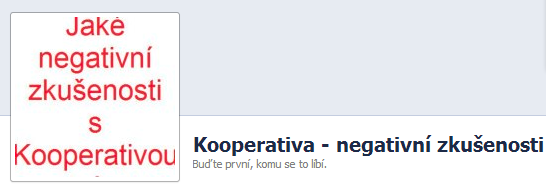 Jaké
negativní
zkušenosti
s
Kooperativou
Kooperativa - negativní zkušenosti
Buďte první, komu se to líbí.